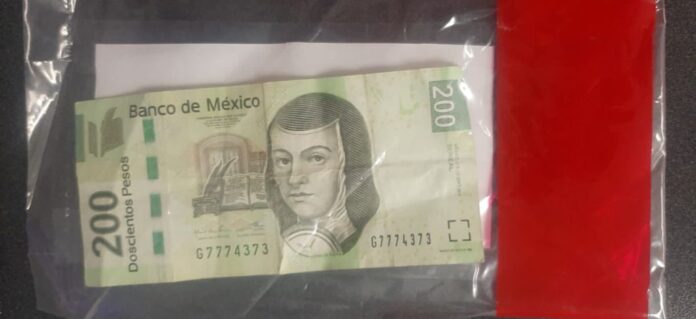 Banco de México
200
Doscientos Pesos
200
G7774373
G7774373